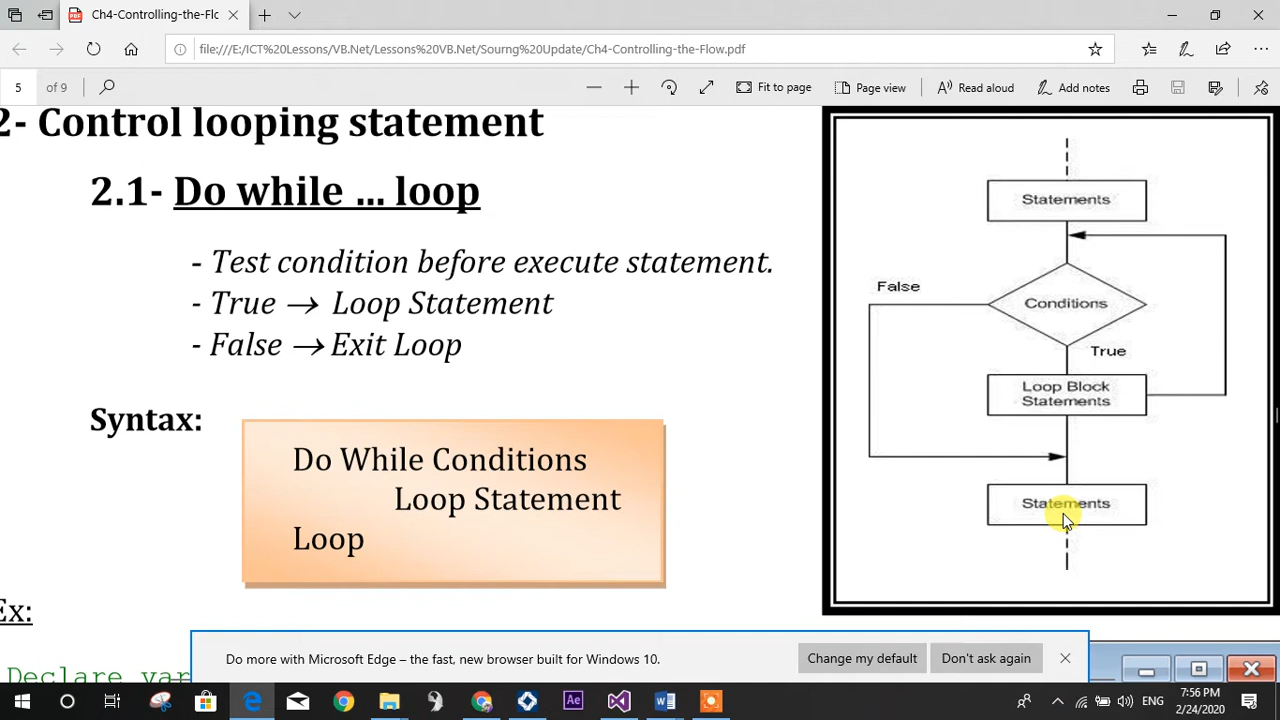 Ch4-Controlling-the-Flo
file:///E:/ICT%20Lessons/VB.Net/Lessons%20VB.Net/Sourng%20Update/Ch4-Controlling-the-Flow.pdf
5 of 9
Fit to page
Page view
Read aloud
Add notes
2- Control looping statement
2.1- Do while ... loop
- Test condition before execute statement.
- True → Loop Statement
- False → Exit Loop
Syntax:
Do While Conditions
Loop Statement
Loop
Statements
False
Conditions
True
Loop Block
Statements
Statements
Ex:
Declare var
Do more with Microsoft Edge – the fast, new browser built for Windows 10.
Change my default
Don't ask again
ENG
7:56 PM
2/24/2020